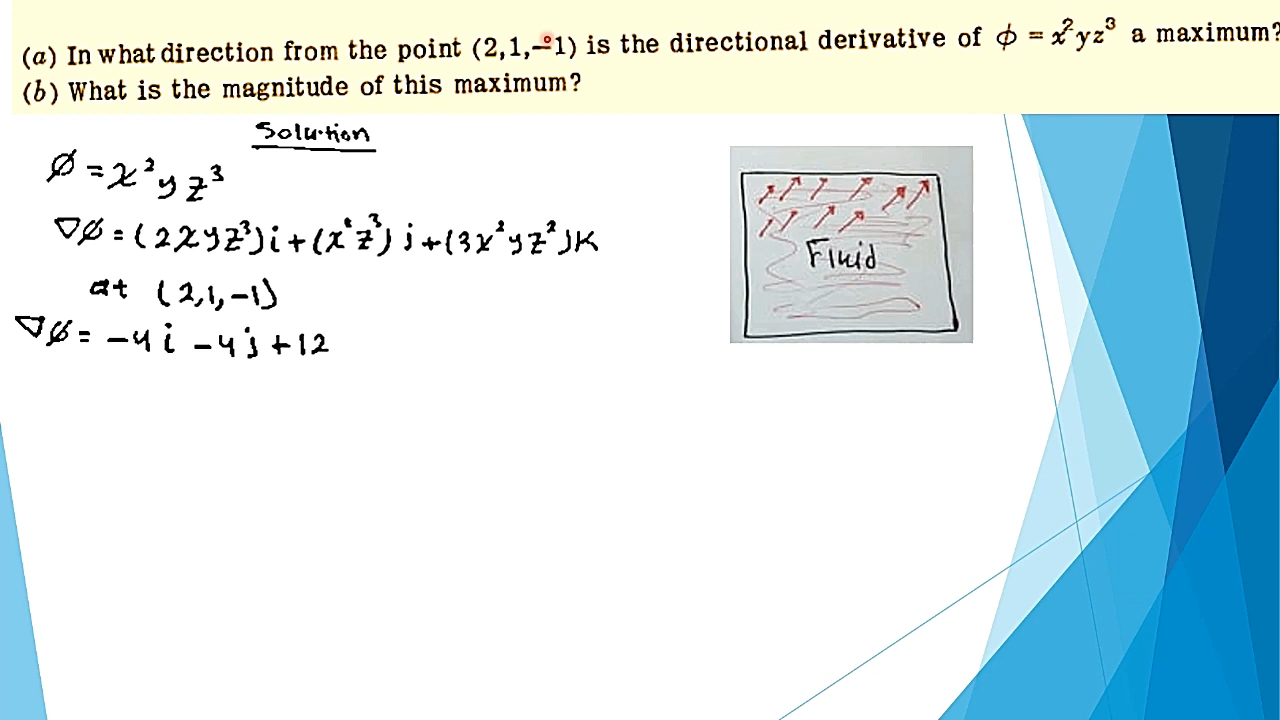 (a) In what direction from the point (2,1,−1) is the directional derivative of ϕ = x²yz³ a maximum?
(b) What is the magnitude of this maximum?
Solution
ϕ = x²yz³
∇ϕ = (2xyz³)i + (x²z³)j + (3x²yz²)k
at (2,1,−1)
∇ϕ = −4i −4j +12
Fluid